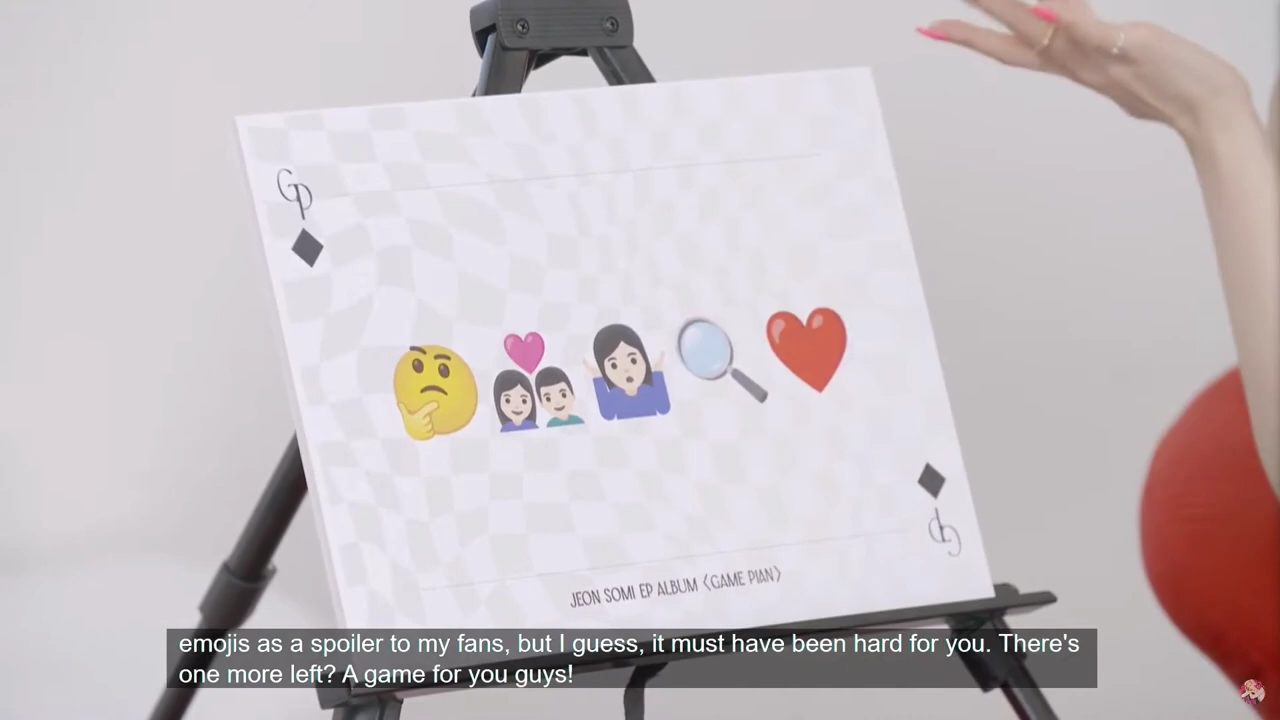 GP
JEON SOMI EP ALBUM 〈GAME PIAN〉
GP
emojis as a spoiler to my fans, but I guess, it must have been hard for you. There's
one more left? A game for you guys!